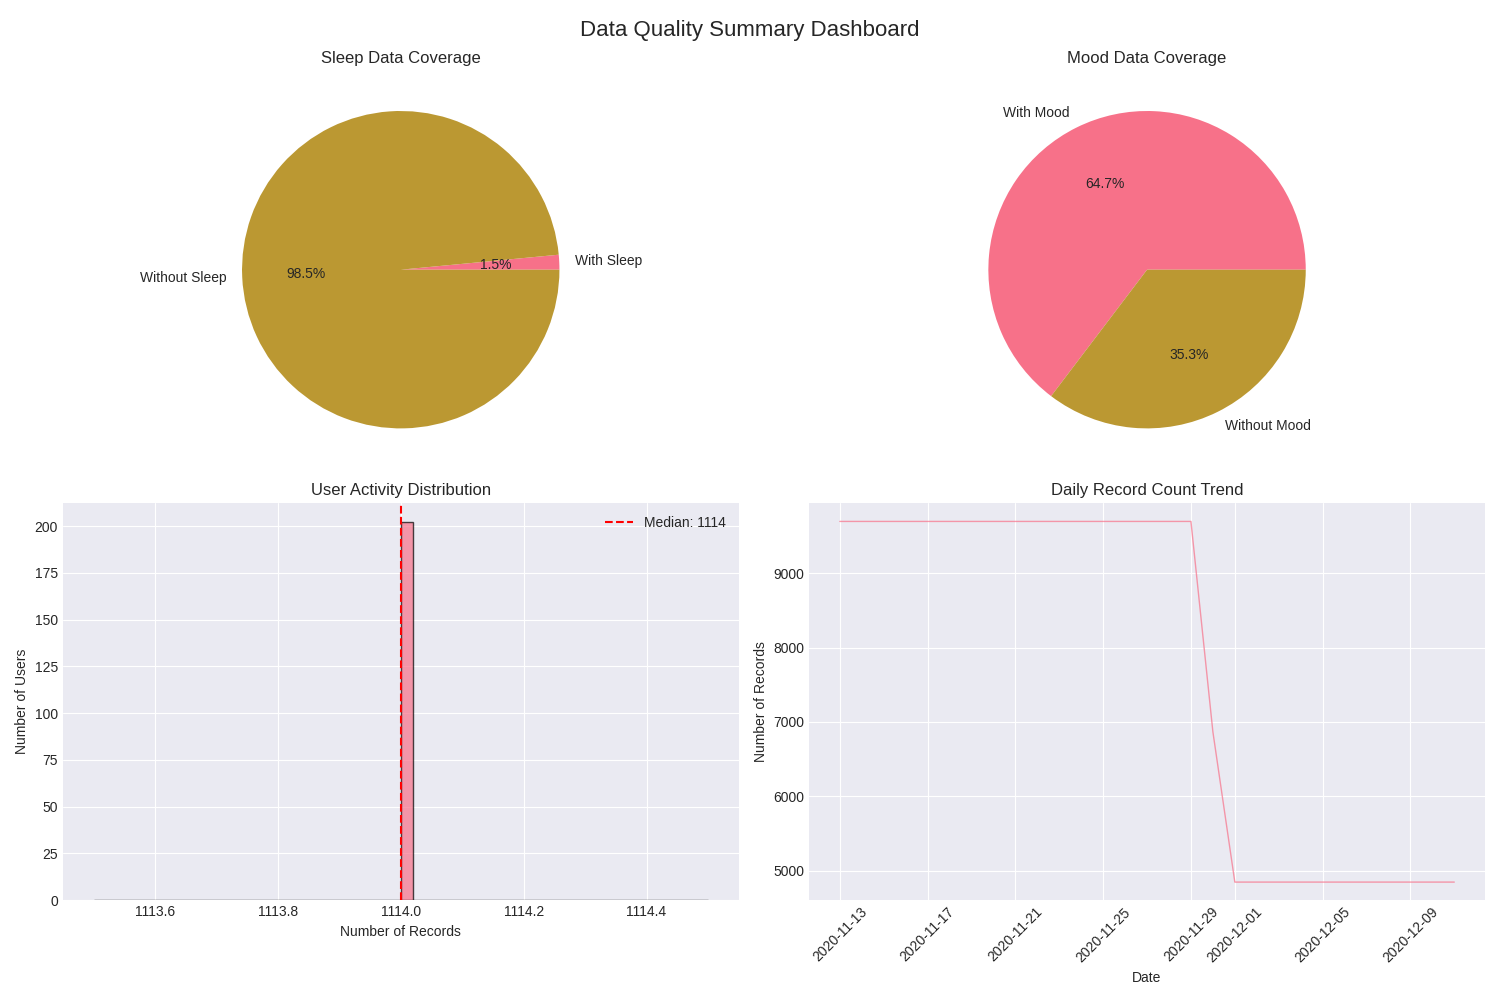 Data Quality Summary Dashboard
Sleep Data Coverage
Without Sleep
98.5%
1.5%
With Sleep
Mood Data Coverage
With Mood
64.7%
35.3%
Without Mood
User Activity Distribution
Median: 1114
Number of Users
200
175
150
125
100
75
50
25
0
1113.6
1113.8
1114.0
1114.2
1114.4
Number of Records
Daily Record Count Trend
Number of Records
9000
8000
7000
6000
5000
2020-11-13
2020-11-17
2020-11-21
2020-11-25
2020-11-29
2020-12-01
2020-12-05
2020-12-09
Date